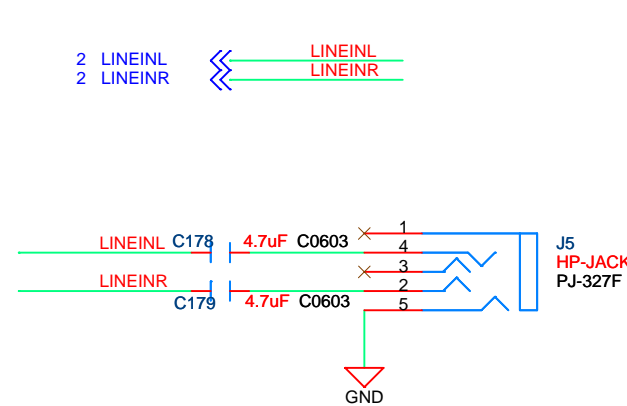 2 LINEINL LINEINL
2 LINEINR LINEINR
1
LINEINL C178 4.7uF C0603 4 J5
3 HP-JACK
LINEINR 2 PJ-327F
C179 4.7uF C0603 5
GND